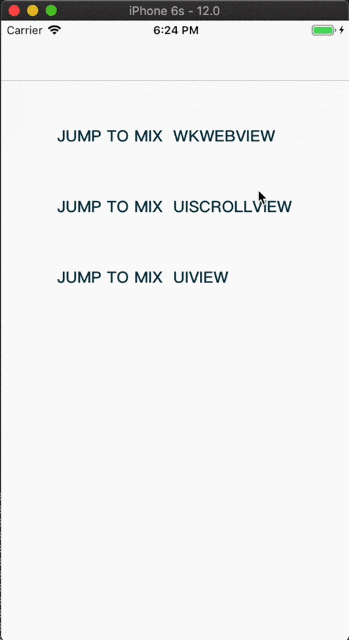 iPhone 6s - 12.0
Carrier 6:24 PM
JUMP TO MIX  WKWEBVIEW
JUMP TO MIX  UISCROLLVIEW
JUMP TO MIX  UIVIEW